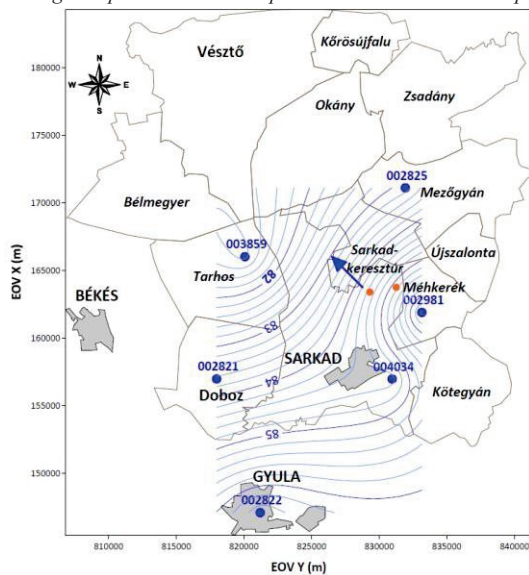 Kőrösújfalu
Vésztő
N
W E
S
Okány
Zsadány
002825
Mezőgyán
Bélmegyer
003859
Sarkad-
keresztúr
Újszalonta
Tarhos
82
Méhkerék
002981
BÉKÉS
83
SARKAD
002821
004034
84
Doboz
Kötegyán
85
GYULA
002822
EOV X (m)
180000
175000
170000
165000
160000
155000
150000
810000 815000 820000 825000 830000 835000 840000
EOV Y (m)